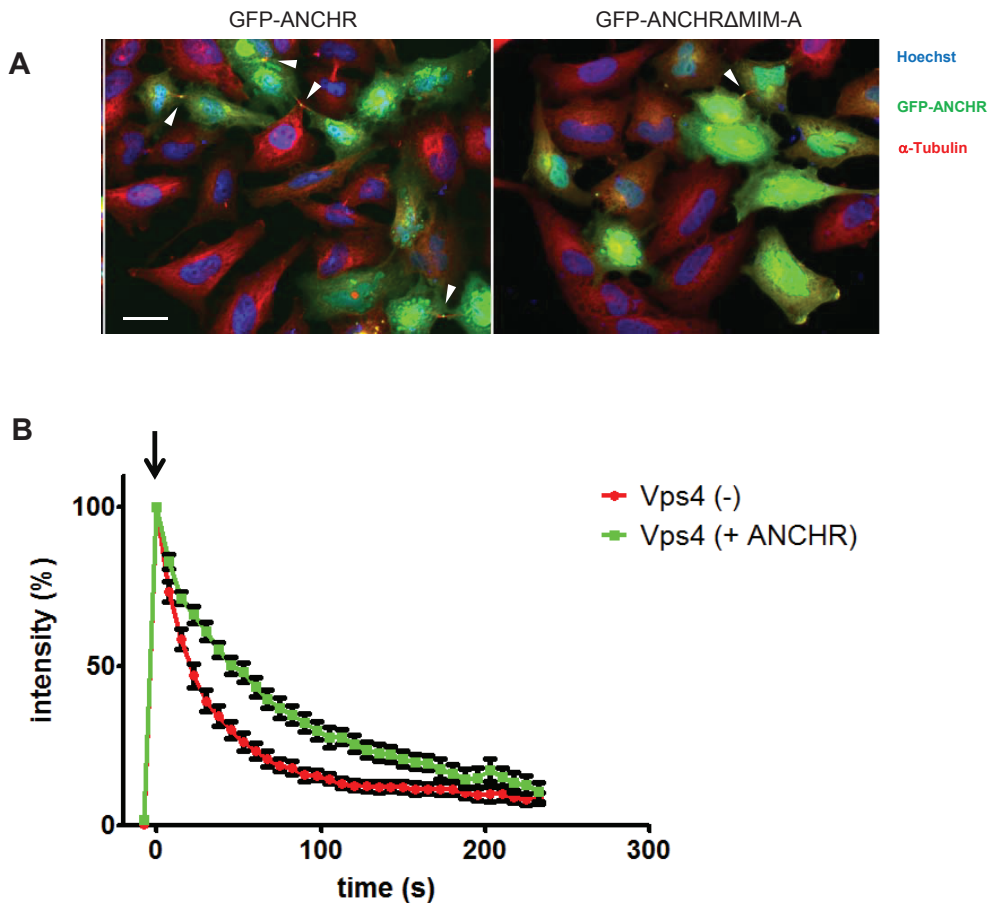 GFP-ANCHR
GFP-ANCHRΔMIM-A
A
Hoechst
GFP-ANCHR
α-Tubulin
B
Vps4 (-)
Vps4 (+ ANCHR)
100
50
0
intensity (%)
0
100
200
300
time (s)